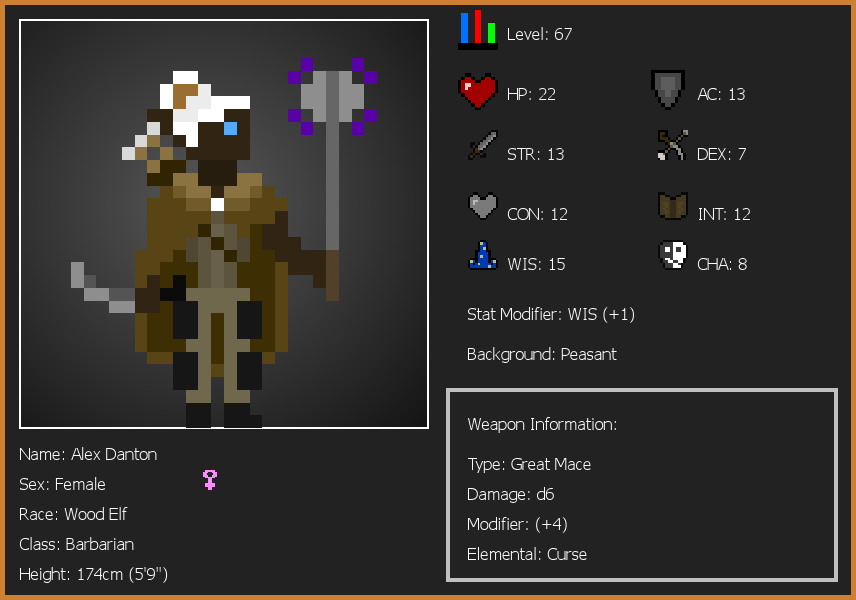 Level: 67
HP: 22
AC: 13
STR: 13
DEX: 7
CON: 12
INT: 12
WIS: 15
CHA: 8
Stat Modifier: WIS (+1)
Background: Peasant
Weapon Information:
Type: Great Mace
Damage: d6
Modifier: (+4)
Elemental: Curse
Name: Alex Danton
Sex: Female
Race: Wood Elf
Class: Barbarian
Height: 174cm (5'9")